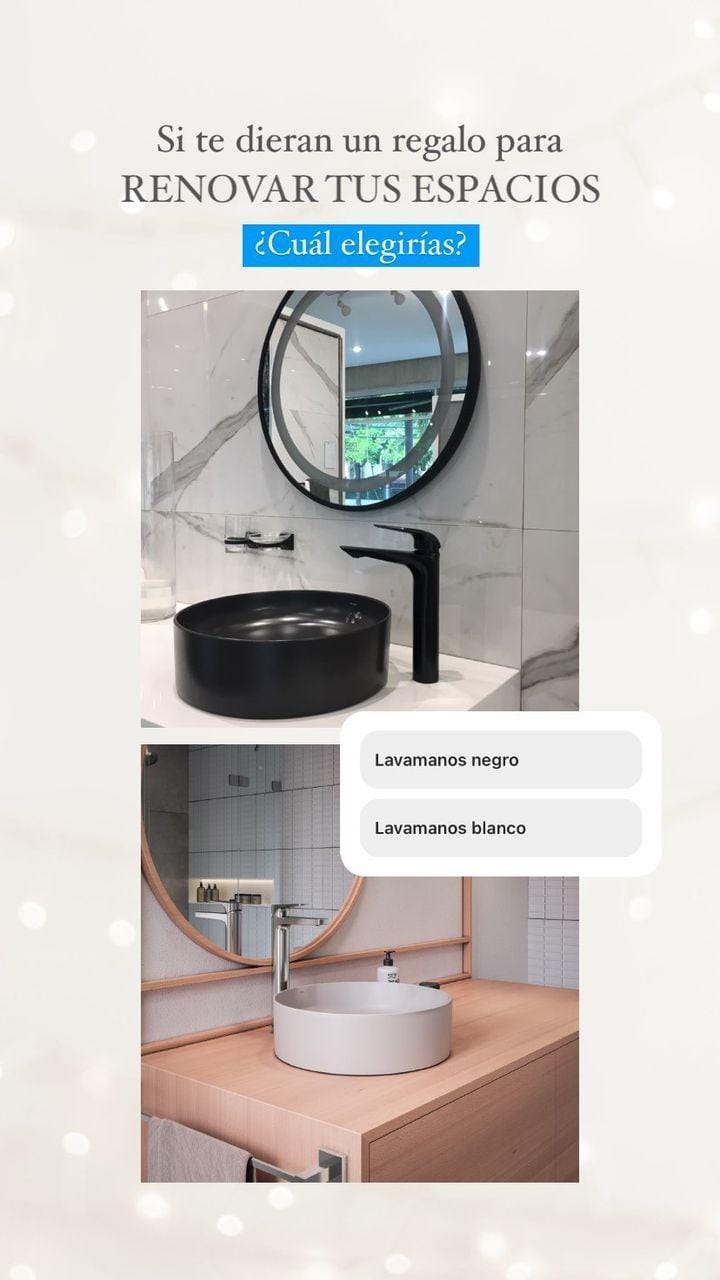 Si te dieran un regalo para
RENOVAR TUS ESPACIOS
¿Cuál elegirías?
Lavamanos negro
Lavamanos blanco